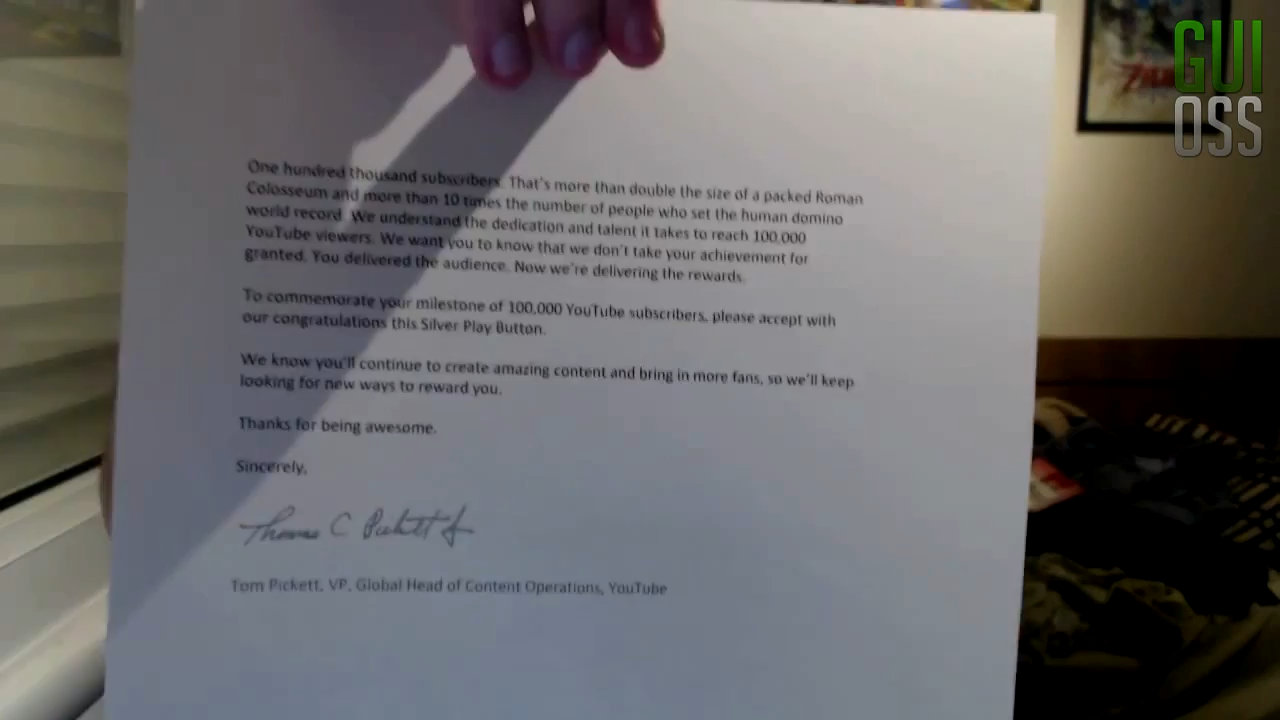 GUI
OSS
One hundred thousand subscribers. That's more than double the size of a packed Roman
Colosseum and more than 10 times the number of people who set the human domino
world record. We understand the dedication and talent it takes to reach 100,000
YouTube viewers. We want you to know that we don't take your achievement for
granted. You delivered the audience. Now we're delivering the rewards.
To commemorate your milestone of 100,000 YouTube subscribers, please accept with
our congratulations this Silver Play Button.
We know you'll continue to create amazing content and bring in more fans, so we'll keep
looking for new ways to reward you.
Thanks for being awesome.
Sincerely,
Thomas C Pickett Jr
Tom Pickett, VP, Global Head of Content Operations, YouTube